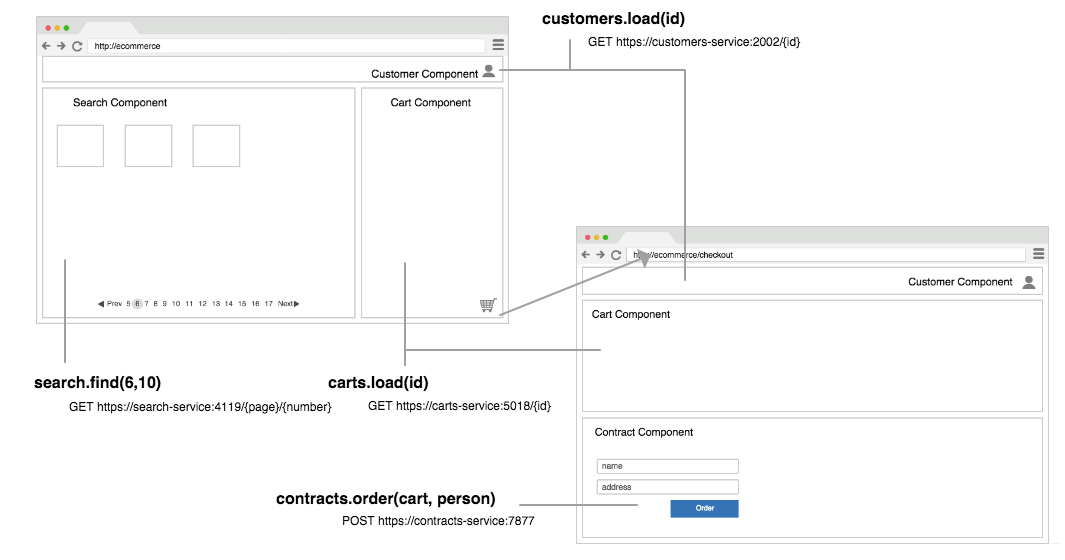 customers.load(id)
GET https://customers-service:2002/{id}
http://ecommerce
Customer Component
Search Component
Cart Component
Prev 5 6 7 8 9 10 11 12 13 14 15 16 17 Next
search.find(6,10)
GET https://search-service:4119/{page}/{number}
carts.load(id)
GET https://carts-service:5018/{id}
http://ecommerce/checkout
Customer Component
Cart Component
Contract Component
name
address
Order
contracts.order(cart, person)
POST https://contracts-service:7877